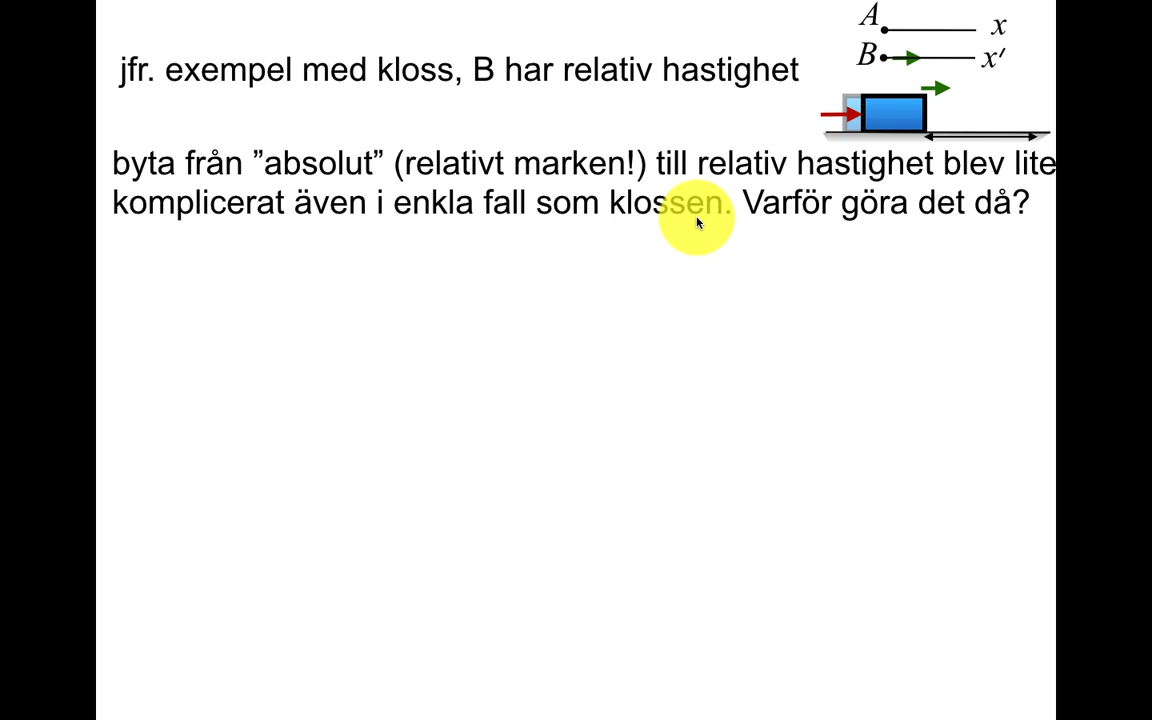 A
x
B
x′
jfr. exempel med kloss, B har relativ hastighet
byta från ”absolut” (relativt marken!) till relativ hastighet blev lite
komplicerat även i enkla fall som klossen. Varför göra det då?